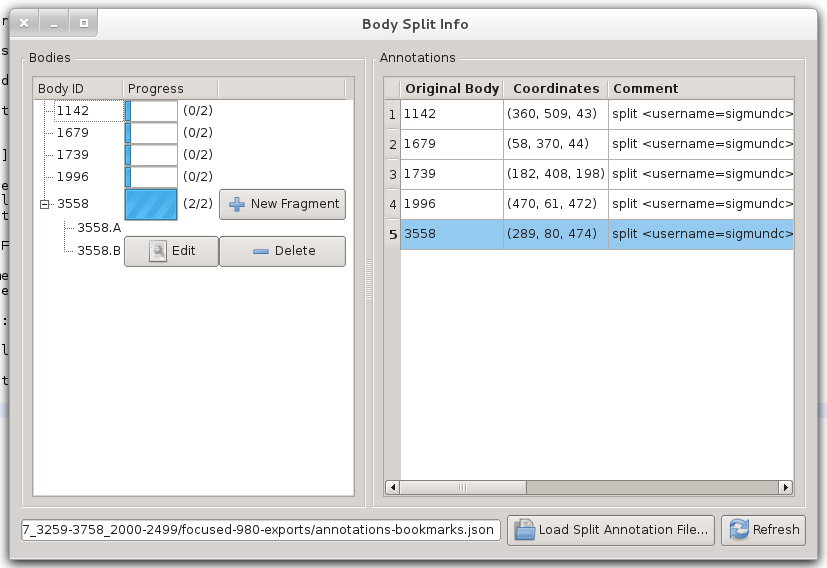 Body Split Info
Bodies
Body ID Progress
1142 (0/2)
1679 (0/2)
1739 (0/2)
1996 (0/2)
3558 (2/2) New Fragment
3558.A
3558.B Edit Delete
Annotations
Original Body Coordinates Comment
1 1142 (360, 509, 43) split <username=sigmundc>
2 1679 (58, 370, 44) split <username=sigmundc>
3 1739 (182, 408, 198) split <username=sigmundc>
4 1996 (470, 61, 472) split <username=sigmundc>
5 3558 (289, 80, 474) split <username=sigmundc>
7_3259-3758_2000-2499/focused-980-exports/annotations-bookmarks.json Load Split Annotation File... Refresh